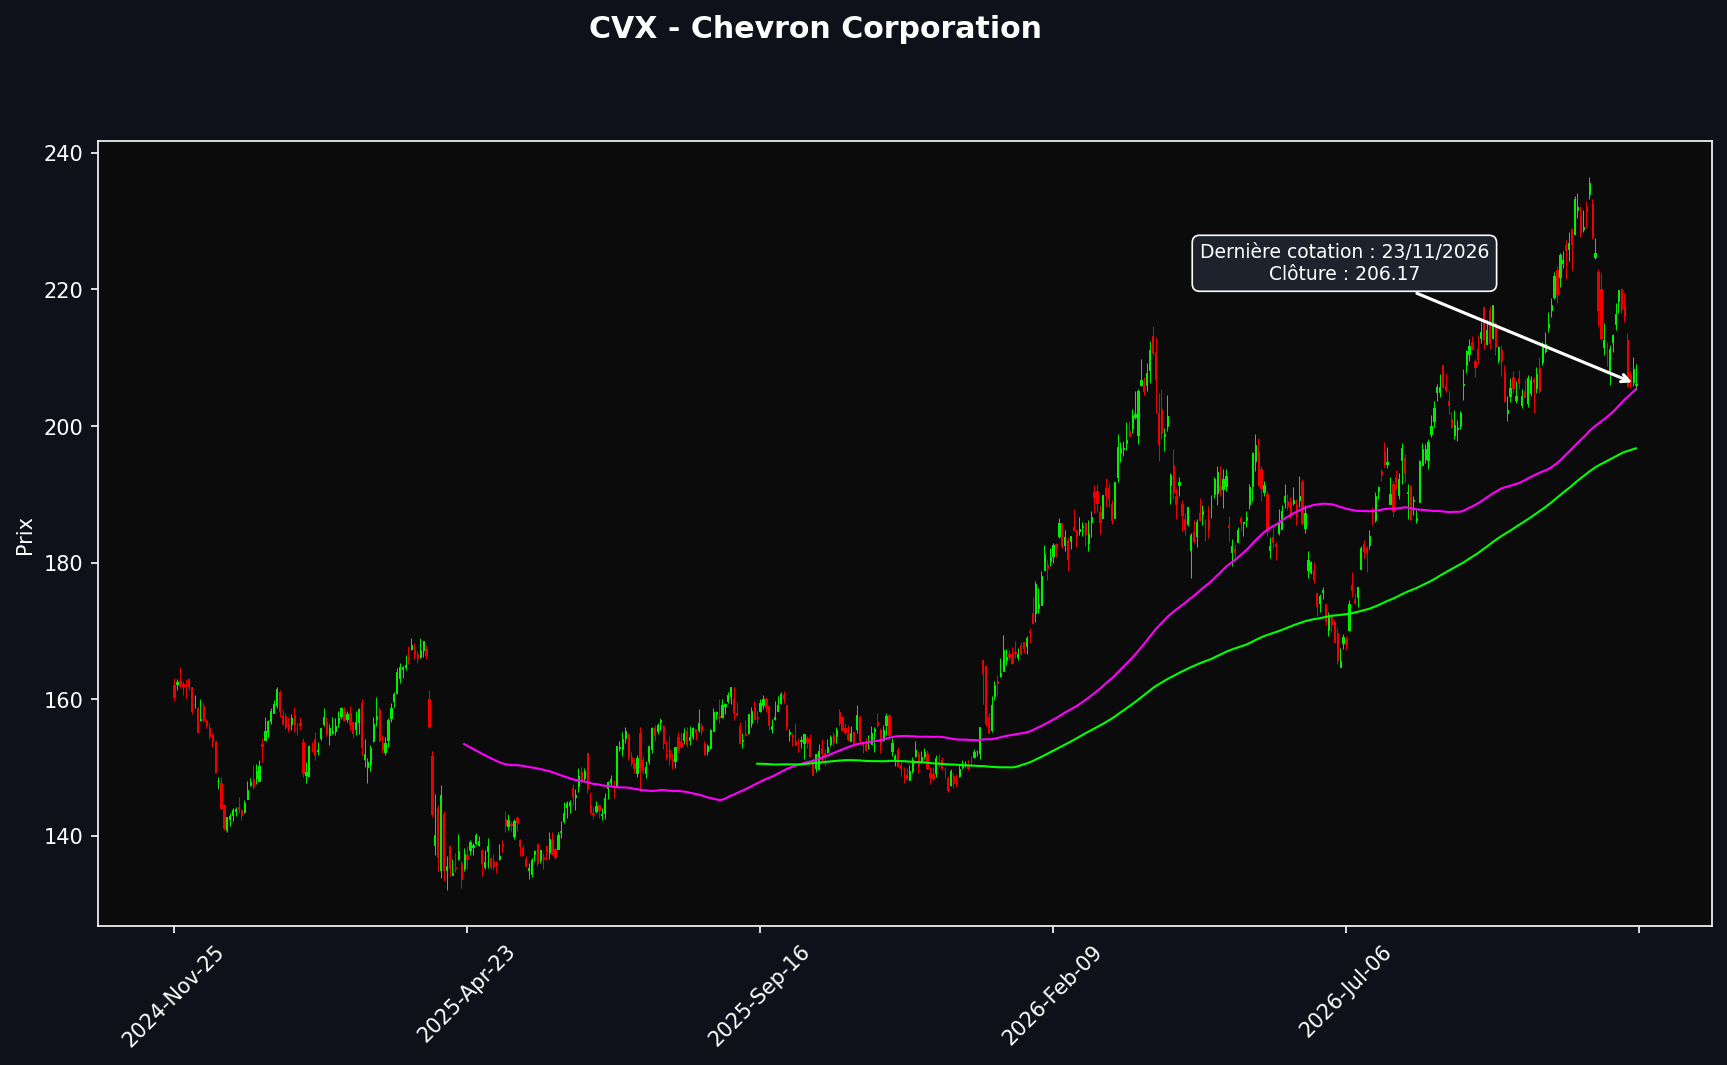 CVX - Chevron Corporation
240
220
200
180
160
140
Prix
Dernière cotation : 23/11/2026
Clôture : 206.17
2024-Nov-25
2025-Apr-23
2025-Sep-16
2026-Feb-09
2026-Jul-06